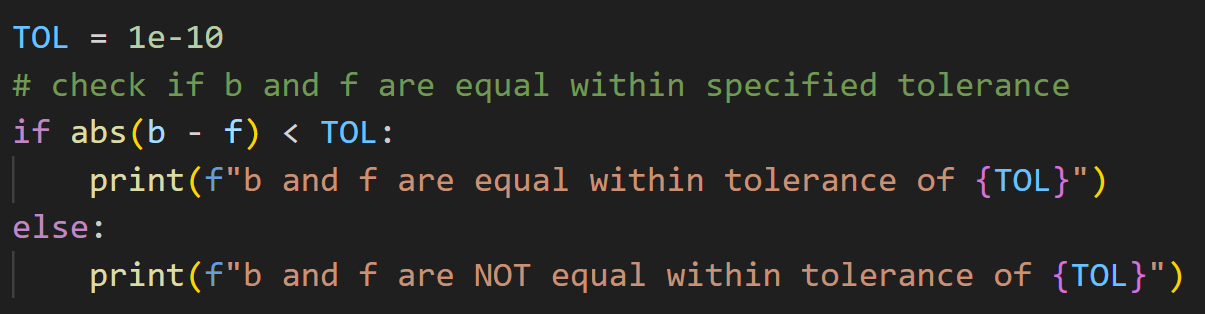 TOL = 1e-10
# check if b and f are equal within specified tolerance
if abs(b - f) < TOL:
    print(f"b and f are equal within tolerance of {TOL}")
else:
    print(f"b and f are NOT equal within tolerance of {TOL}")